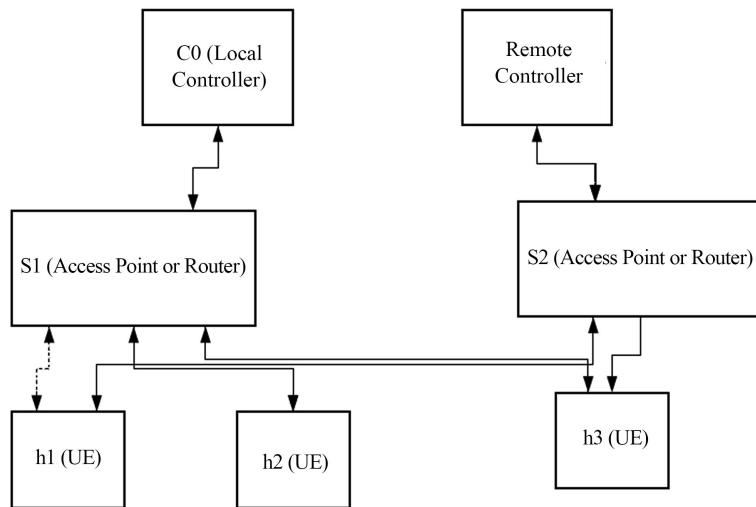 C0 (Local
Controller)
Remote
Controller
S1 (Access Point or Router)
S2 (Access Point or Router)
h1 (UE)
h2 (UE)
h3 (UE)